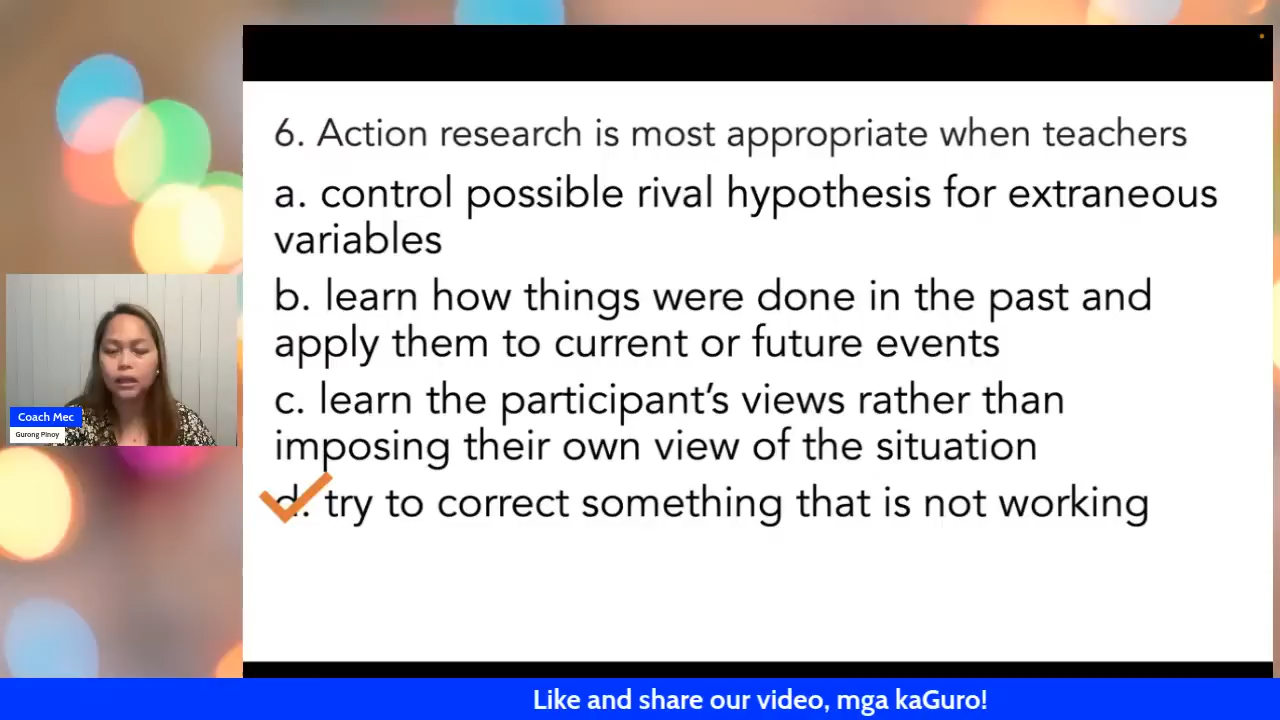 6. Action research is most appropriate when teachers
a. control possible rival hypothesis for extraneous
variables
b. learn how things were done in the past and
apply them to current or future events
c. learn the participant's views rather than
imposing their own view of the situation
d. try to correct something that is not working
Coach Mec
Gurong Pinoy
Like and share our video, mga kaGuro!